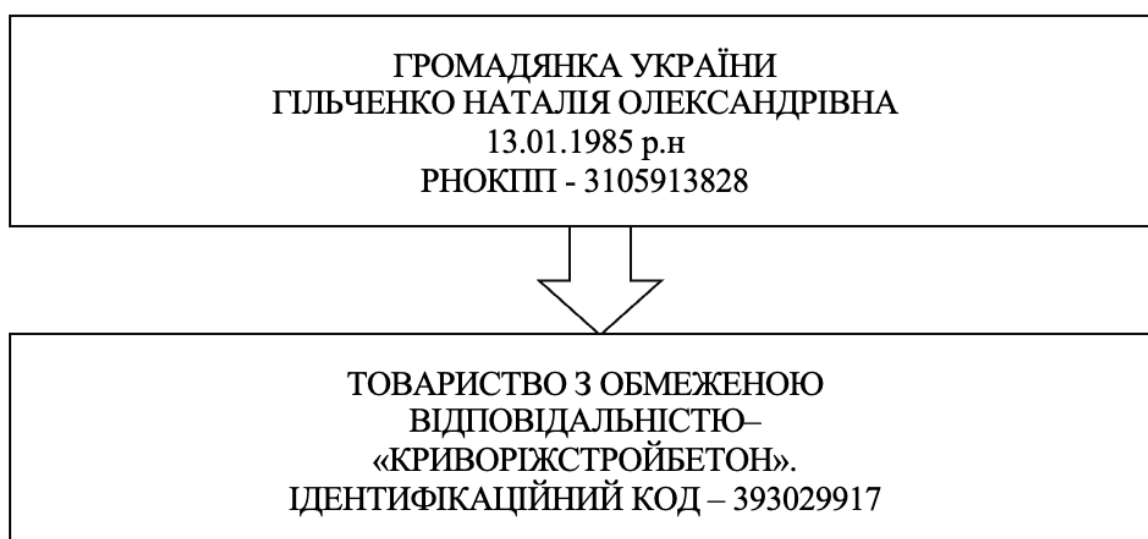 ГРОМАДЯНКА УКРАЇНИ
ГІЛЬЧЕНКО НАТАЛІЯ ОЛЕКСАНДРІВНА
13.01.1985 р.н
РНОКПП - 3105913828
ТОВАРИСТВО З ОБМЕЖЕНОЮ
ВІДПОВІДАЛЬНІСТЮ–
«КРИВОРІЖСТРОЙБЕТОН».
ІДЕНТИФІКАЦІЙНИЙ КОД – 393029917